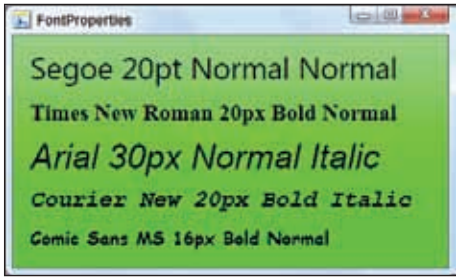 FontProperties
Segoe 20pt Normal Normal
Times New Roman 20px Bold Normal
Arial 30px Normal Italic
Courier New 20px Bold Italic
Comic Sans MS 16px Bold Normal